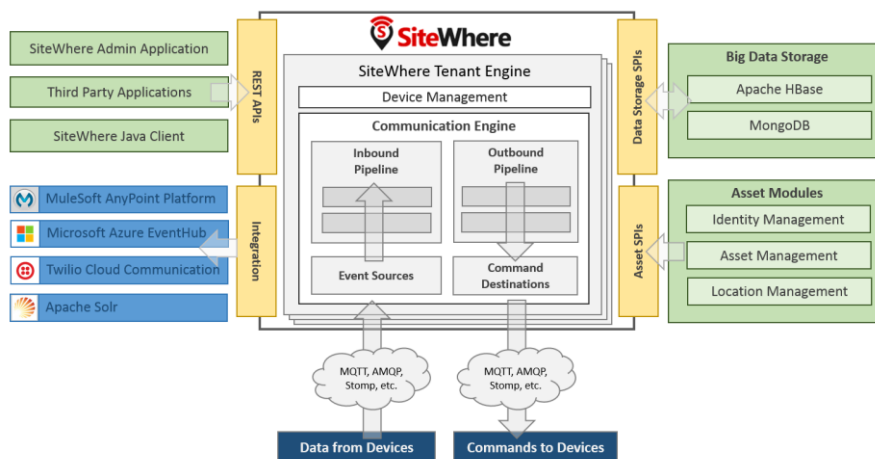 SiteWhere
SiteWhere Admin Application
Third Party Applications
SiteWhere Java Client
REST APIs
MuleSoft AnyPoint Platform
Microsoft Azure EventHub
Twilio Cloud Communication
Apache Solr
Integration
SiteWhere Tenant Engine
Device Management
Communication Engine
Inbound
Pipeline
Outbound
Pipeline
Event Sources
Command
Destinations
Data Storage SPIs
Big Data Storage
Apache HBase
MongoDB
Asset SPIs
Asset Modules
Identity Management
Asset Management
Location Management
MQTT, AMQP,
Stomp, etc.
MQTT, AMQP,
Stomp, etc.
Data from Devices
Commands to Devices